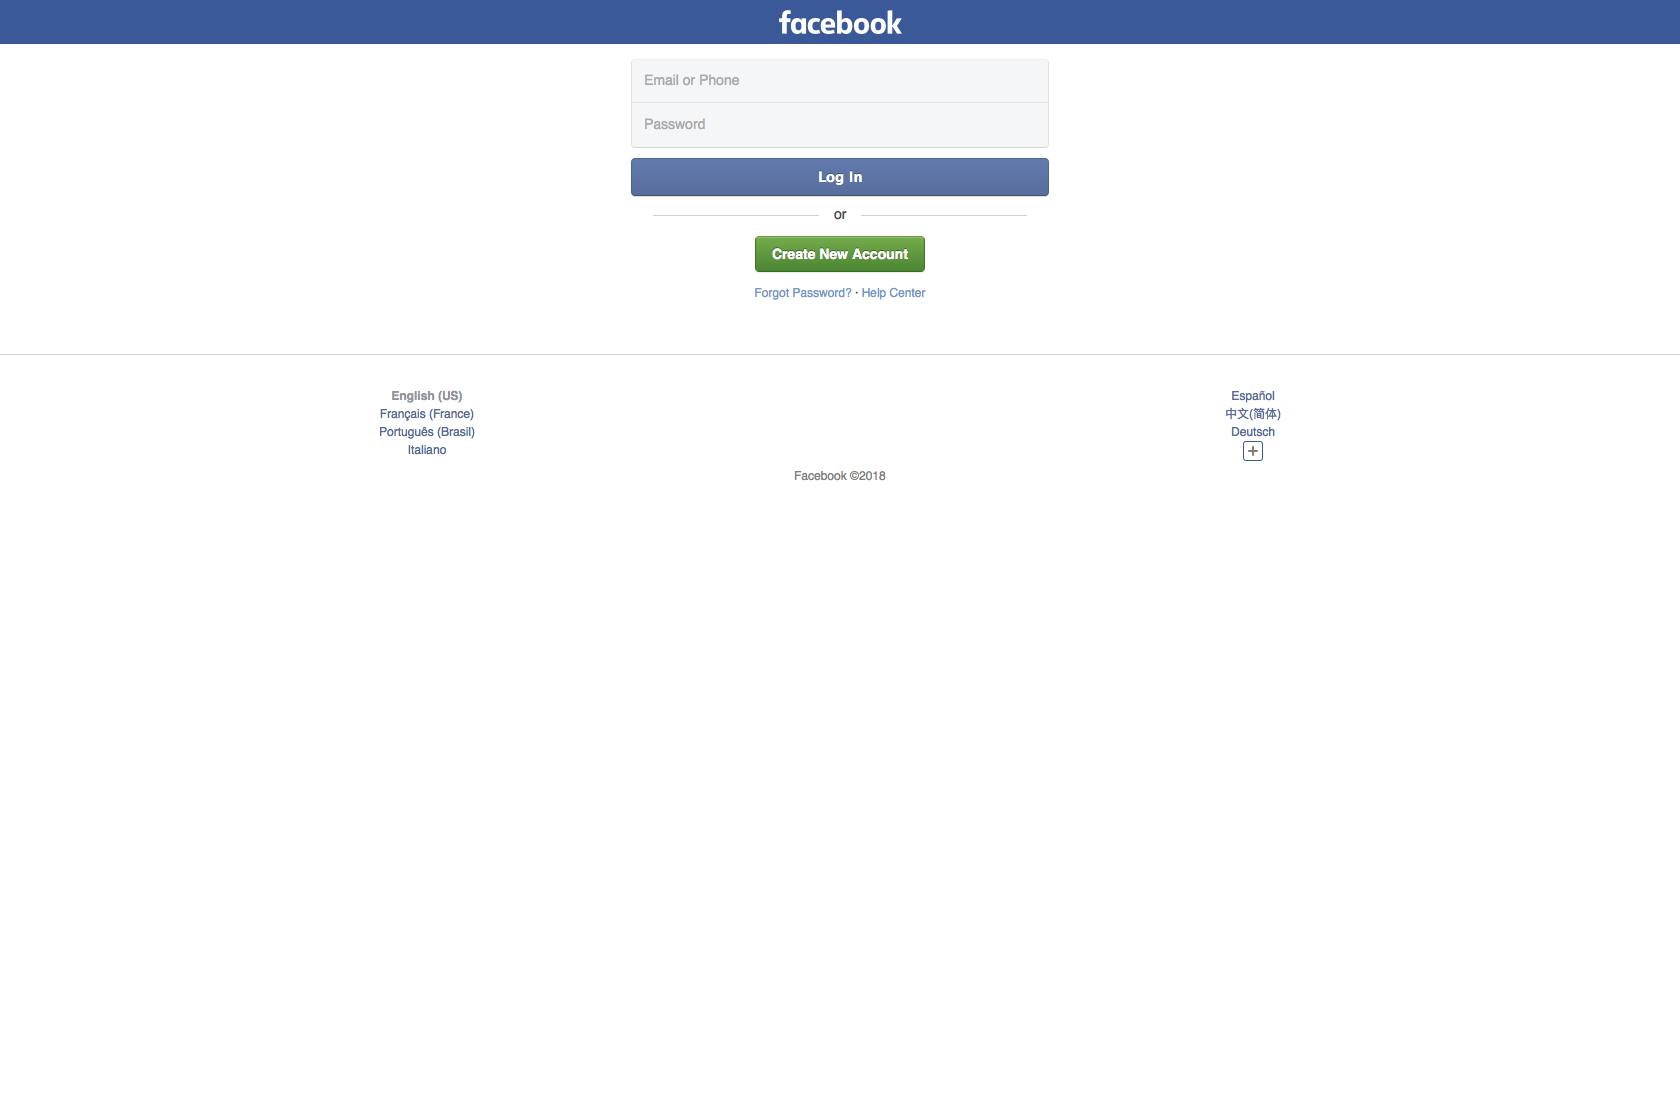 facebook
Email or Phone
Password
Log In
or
Create New Account
Forgot Password? · Help Center
English (US)
Français (France)
Português (Brasil)
Italiano
Español
中文(简体)
Deutsch
Facebook ©2018